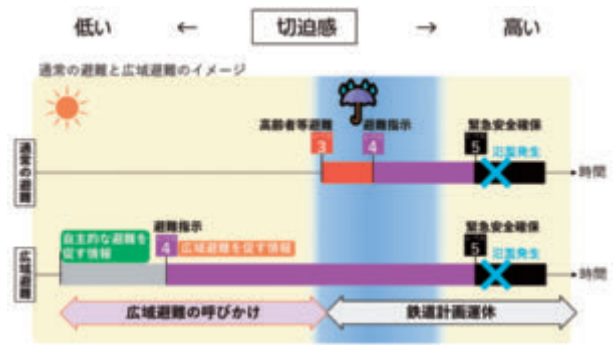 低い ← 切迫感 → 高い
通常の避難と広域避難のイメージ
高齢者等避難 避難指示 緊急安全確保
3 4 5 氾濫発生
通常の避難
時間
避難指示 緊急安全確保
自主的な避難を
促す情報
4 広域避難を促す情報 5 氾濫発生
広域避難
時間
広域避難の呼びかけ 鉄道計画運休